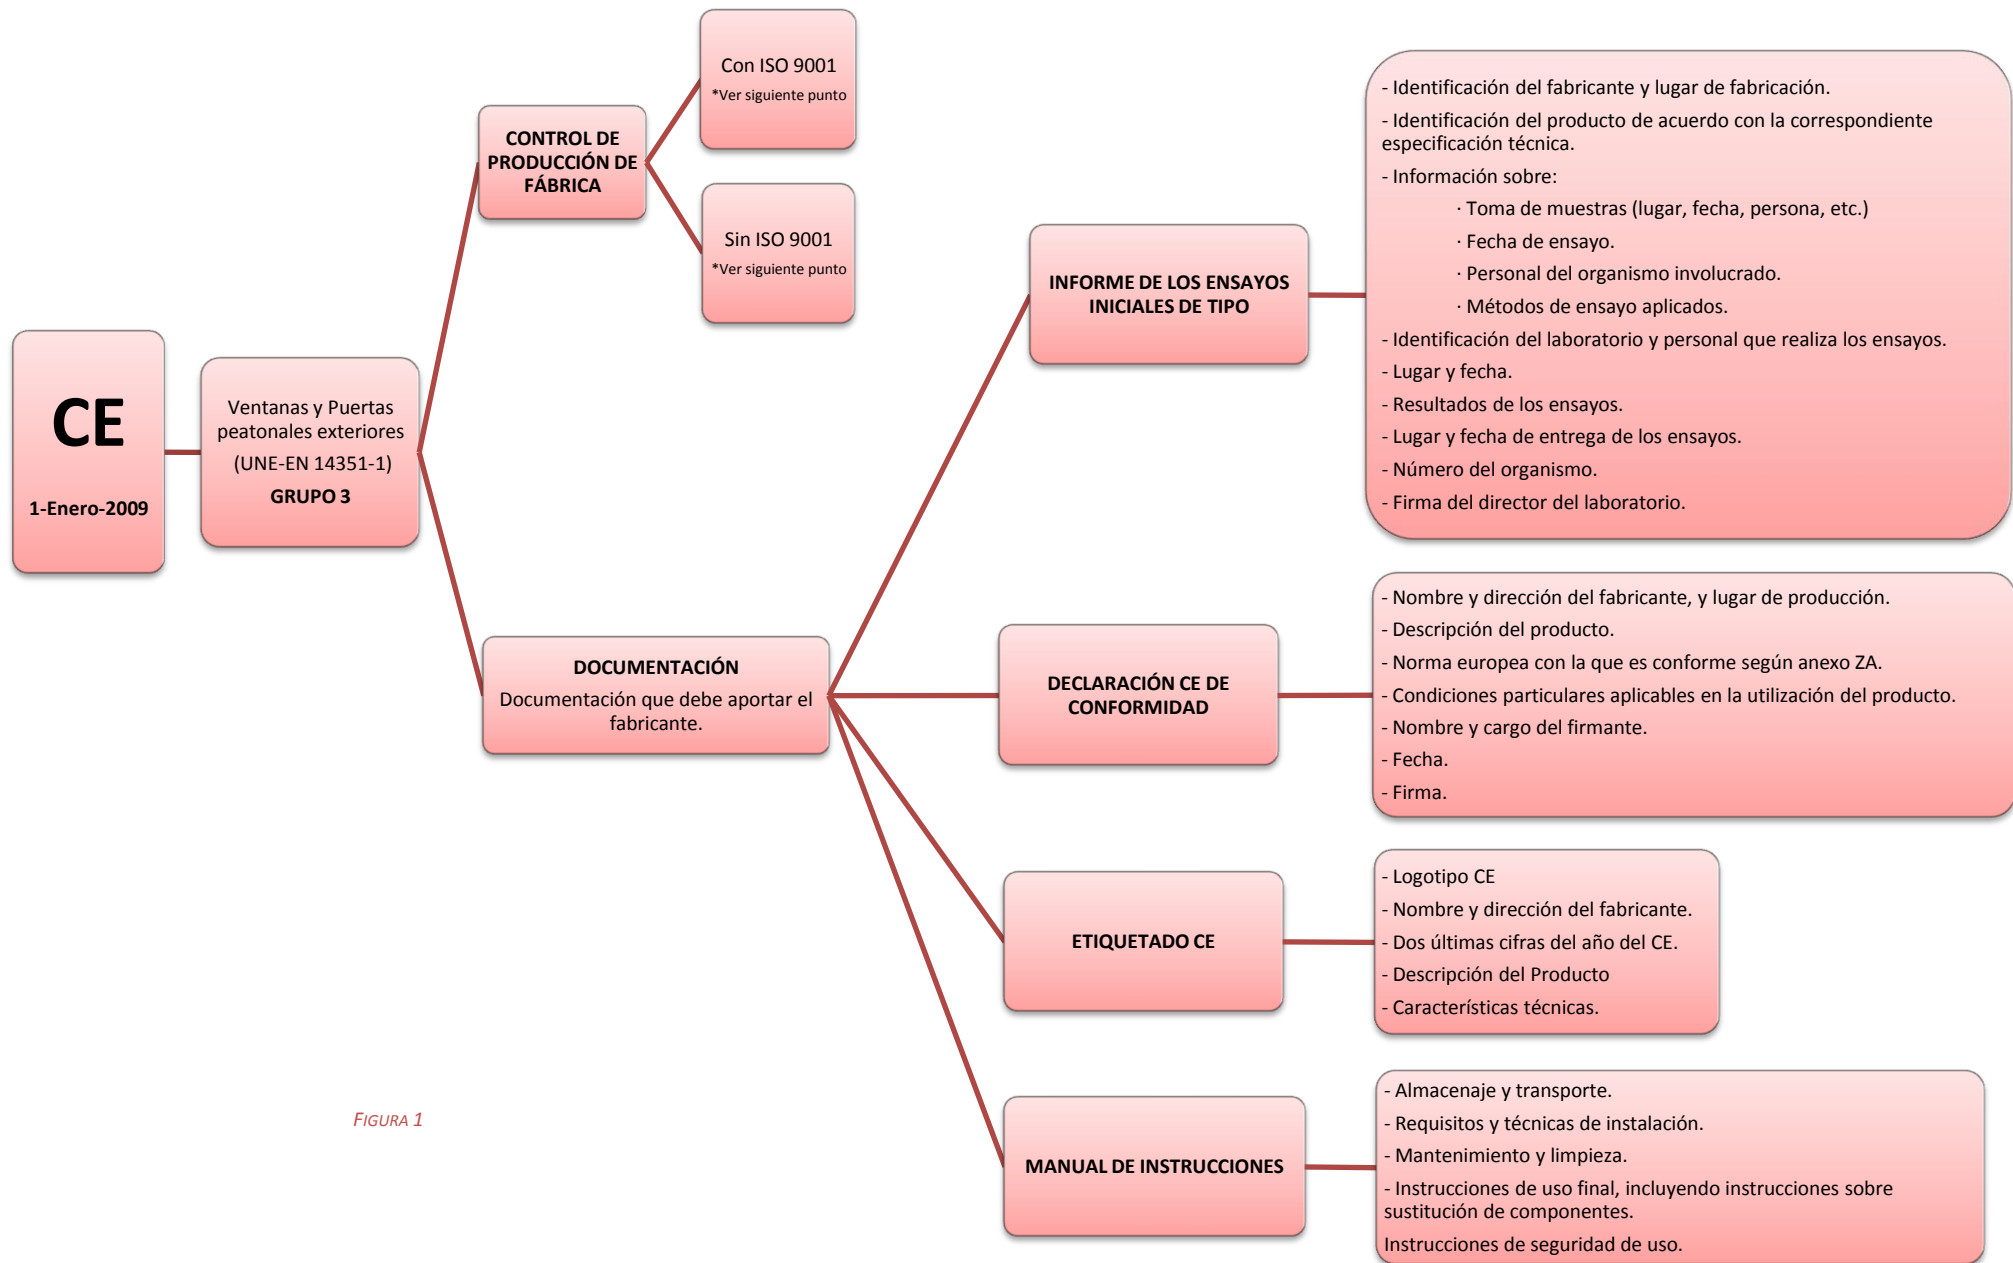 CE
1-Enero-2009
Ventanas y Puertas
peatonales exteriores
(UNE-EN 14351-1)
GRUPO 3
CONTROL DE
PRODUCCIÓN DE
FÁBRICA
Con ISO 9001
*Ver siguiente punto
Sin ISO 9001
*Ver siguiente punto
DOCUMENTACIÓN
Documentación que debe aportar el
fabricante.
INFORME DE LOS ENSAYOS
INICIALES DE TIPO
- Identificación del fabricante y lugar de fabricación.
- Identificación del producto de acuerdo con la correspondiente
especificación técnica.
- Información sobre:
· Toma de muestras (lugar, fecha, persona, etc.)
· Fecha de ensayo.
· Personal del organismo involucrado.
· Métodos de ensayo aplicados.
- Identificación del laboratorio y personal que realiza los ensayos.
- Lugar y fecha.
- Resultados de los ensayos.
- Lugar y fecha de entrega de los ensayos.
- Número del organismo.
- Firma del director del laboratorio.
DECLARACIÓN CE DE
CONFORMIDAD
- Nombre y dirección del fabricante, y lugar de producción.
- Descripción del producto.
- Norma europea con la que es conforme según anexo ZA.
- Condiciones particulares aplicables en la utilización del producto.
- Nombre y cargo del firmante.
- Fecha.
- Firma.
ETIQUETADO CE
- Logotipo CE
- Nombre y dirección del fabricante.
- Dos últimas cifras del año del CE.
- Descripción del Producto
- Características técnicas.
MANUAL DE INSTRUCCIONES
- Almacenaje y transporte.
- Requisitos y técnicas de instalación.
- Mantenimiento y limpieza.
- Instrucciones de uso final, incluyendo instrucciones sobre
sustitución de componentes.
Instrucciones de seguridad de uso.
FIGURA 1